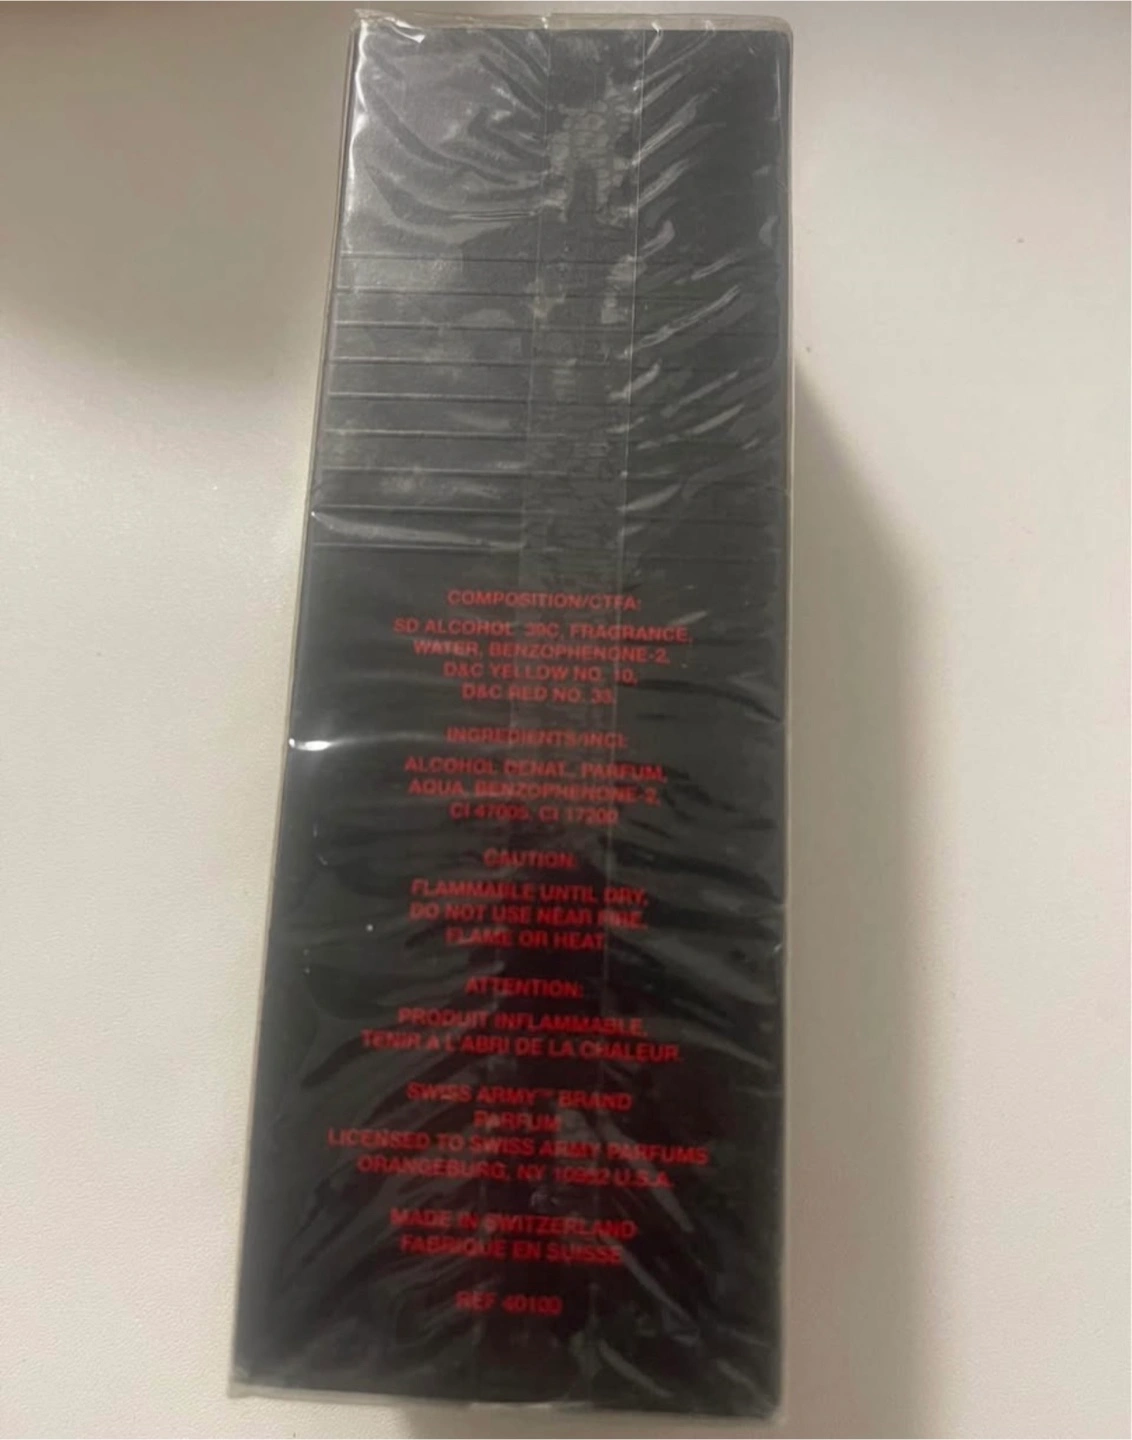 COMPOSITION/CTFA:
SD ALCOHOL 39C, FRAGRANCE,
WATER, BENZOPHENONE-2,
D&C YELLOW NO. 10,
D&C RED NO. 33.
INGREDIENTS/INCI:
ALCOHOL DENAT., PARFUM,
AQUA, BENZOPHENONE-2,
CI 47005, CI 17200
CAUTION:
FLAMMABLE UNTIL DRY,
DO NOT USE NEAR FIRE,
FLAME OR HEAT.
ATTENTION:
PRODUIT INFLAMMABLE.
TENIR A L'ABRI DE LA CHALEUR.
SWISS ARMY™ BRAND
PARFUM
LICENSED TO SWISS ARMY PARFUMS
ORANGEBURG, NY 10962 U.S.A.
MADE IN SWITZERLAND
FABRIQUE EN SUISSE
REF 40100